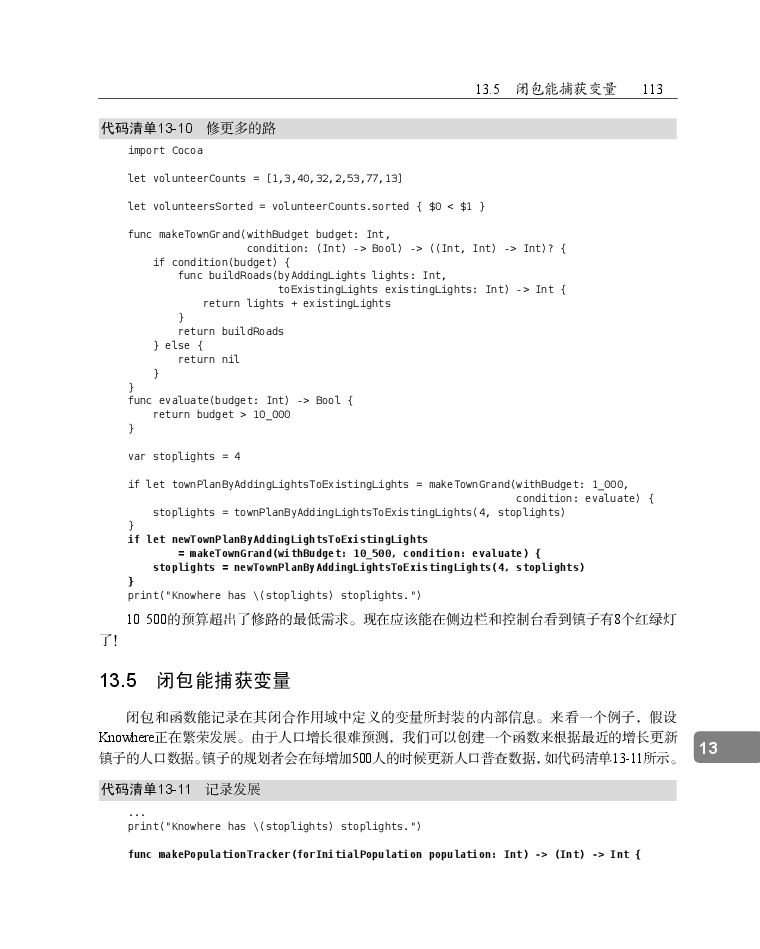 13.5 闭包能捕获变量 113
代码清单13-10 修更多的路
import Cocoa
let volunteerCounts = [1,3,40,32,2,53,77,13]
let volunteersSorted = volunteerCounts.sorted { $0 < $1 }
func makeTownGrand(withBudget budget: Int,
                   condition: (Int) -> Bool) -> ((Int, Int) -> Int)? {
    if condition(budget) {
        func buildRoads(byAddingLights lights: Int,
                        toExistingLights existingLights: Int) -> Int {
            return lights + existingLights
        }
        return buildRoads
    } else {
        return nil
    }
}
func evaluate(budget: Int) -> Bool {
    return budget > 10_000
}
var stoplights = 4
if let townPlanByAddingLightsToExistingLights = makeTownGrand(withBudget: 1_000,
                                                              condition: evaluate) {
    stoplights = townPlanByAddingLightsToExistingLights(4, stoplights)
}
if let newTownPlanByAddingLightsToExistingLights
        = makeTownGrand(withBudget: 10_500, condition: evaluate) {
    stoplights = newTownPlanByAddingLightsToExistingLights(4, stoplights)
}
print("Knowhere has \(stoplights) stoplights.")
10 500的预算超出了修路的最低需求。现在应该能在侧边栏和控制台看到镇子有8个红绿灯
了!
13.5 闭包能捕获变量
闭包和函数能记录在其闭合作用域中定义的变量所封装的内部信息。来看一个例子，假设
Knowhere正在繁荣发展。由于人口增长很难预测，我们可以创建一个函数来根据最近的增长更新
镇子的人口数据。镇子的规划者会在每增加500人的时候更新人口普查数据，如代码清单13-11所示。
13
代码清单13-11 记录发展
...
print("Knowhere has \(stoplights) stoplights.")
func makePopulationTracker(forInitialPopulation population: Int) -> (Int) -> Int {